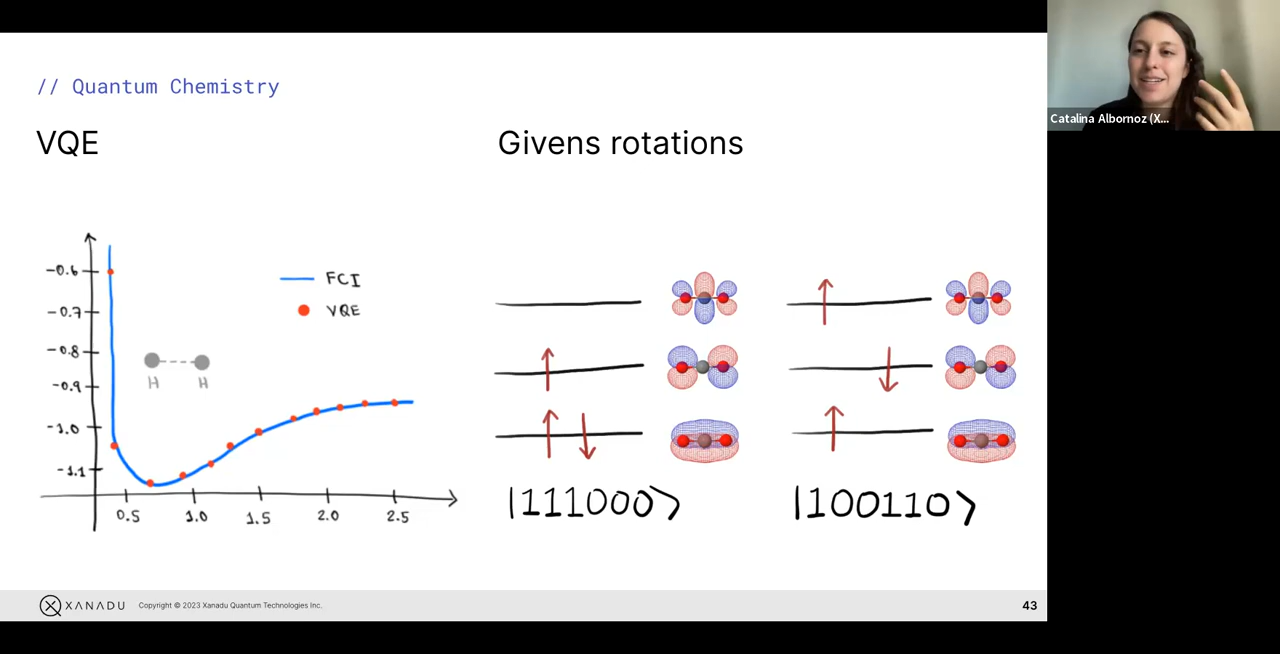 // Quantum Chemistry
VQE
Givens rotations
-0.6
-0.7
-0.8
-0.9
-1.0
-1.1
0.5
1.0
1.5
2.0
2.5
FCI
VQE
H H
|111000⟩
|100110⟩
XANADU
Copyright © 2023 Xanadu Quantum Technologies Inc.
43
Catalina Albornoz (X...